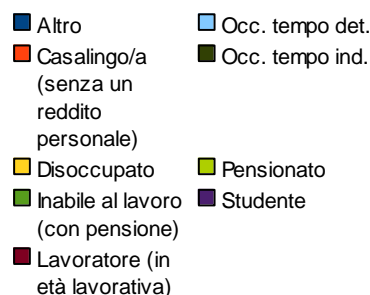 Altro
Casalingo/a
(senza un
reddito
personale)
Disoccupato
Inabile al lavoro
(con pensione)
Lavoratore (in
età lavorativa)
Occ. tempo det.
Occ. tempo ind.
Pensionato
Studente